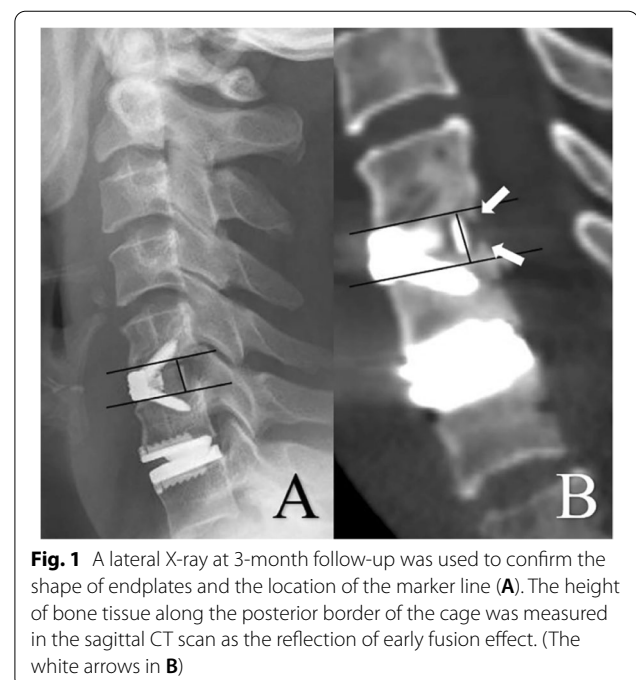 A
B
Fig. 1 A lateral X-ray at 3-month follow-up was used to confirm the
shape of endplates and the location of the marker line (A). The height
of bone tissue along the posterior border of the cage was measured
in the sagittal CT scan as the reflection of early fusion effect. (The
white arrows in B)